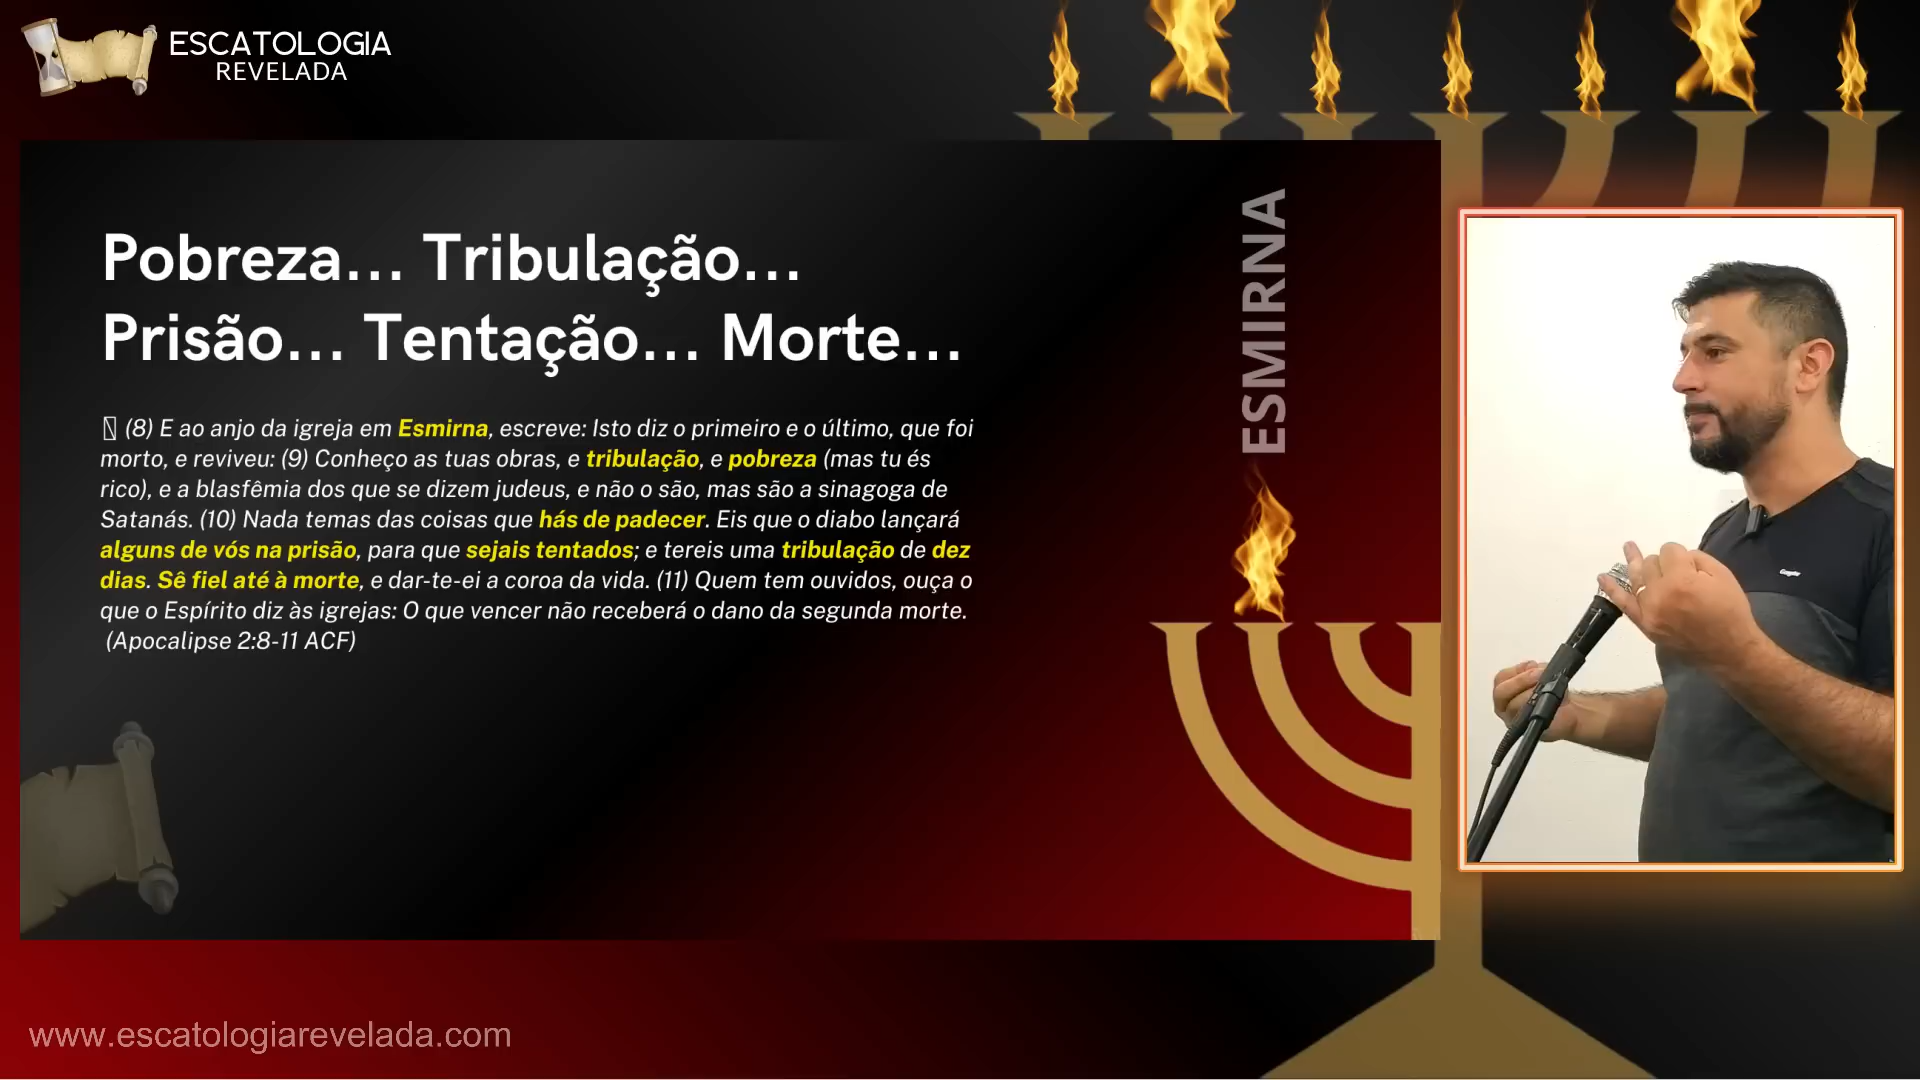 ESCATOLOGIA
REVELADA
Pobreza... Tribulação...
Prisão... Tentação... Morte...
(8) E ao anjo da igreja em Esmirna, escreve: Isto diz o primeiro e o último, que foi
morto, e reviveu: (9) Conheço as tuas obras, e tribulação, e pobreza (mas tu és
rico), e a blasfêmia dos que se dizem judeus, e não o são, mas são a sinagoga de
Satanás. (10) Nada temas das coisas que hás de padecer. Eis que o diabo lançará
alguns de vós na prisão, para que sejais tentados; e tereis uma tribulação de dez
dias. Sê fiel até à morte, e dar-te-ei a coroa da vida. (11) Quem tem ouvidos, ouça o
que o Espírito diz às igrejas: O que vencer não receberá o dano da segunda morte.
(Apocalipse 2:8-11 ACF)
ESMIRNA
www.escatologiarevelada.com